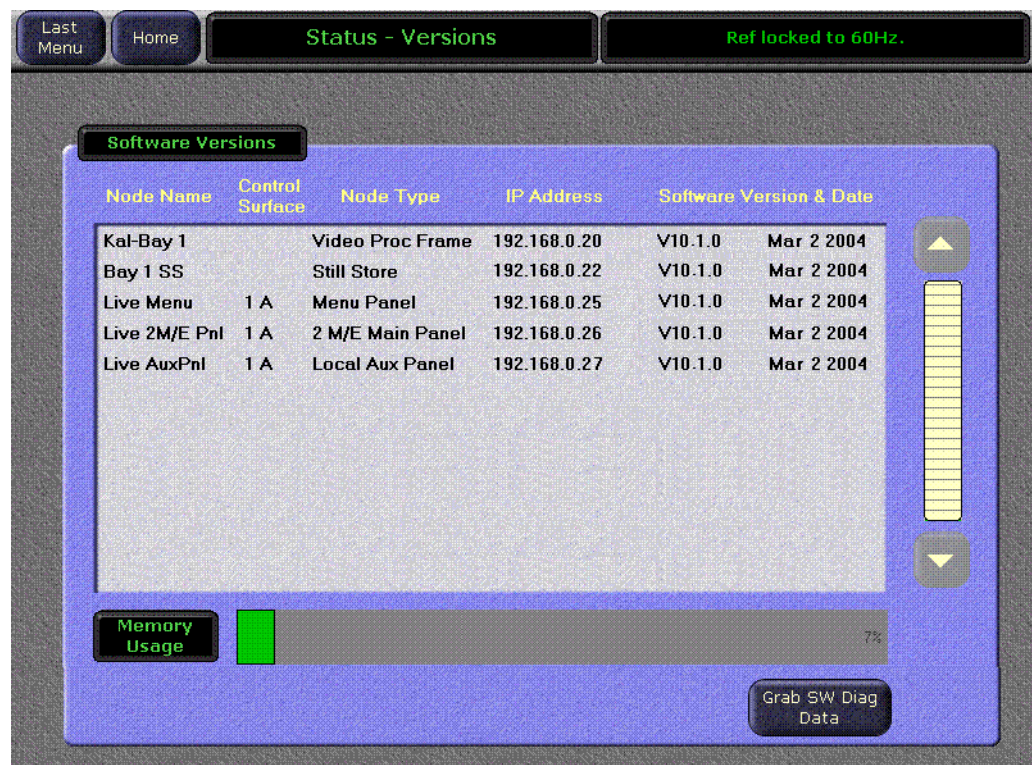 Last Menu
Home
Status - Versions
Ref locked to 60Hz.
Software Versions
Node Name Control Surface Node Type IP Address Software Version & Date
Kal-Bay 1 Video Proc Frame 192.168.0.20 V10.1.0 Mar 2 2004
Bay 1 SS Still Store 192.168.0.22 V10.1.0 Mar 2 2004
Live Menu 1 A Menu Panel 192.168.0.25 V10.1.0 Mar 2 2004
Live 2M/E Pnl 1 A 2 M/E Main Panel 192.168.0.26 V10.1.0 Mar 2 2004
Live AuxPnl 1 A Local Aux Panel 192.168.0.27 V10.1.0 Mar 2 2004
Memory Usage
7%
Grab SW Diag
Data